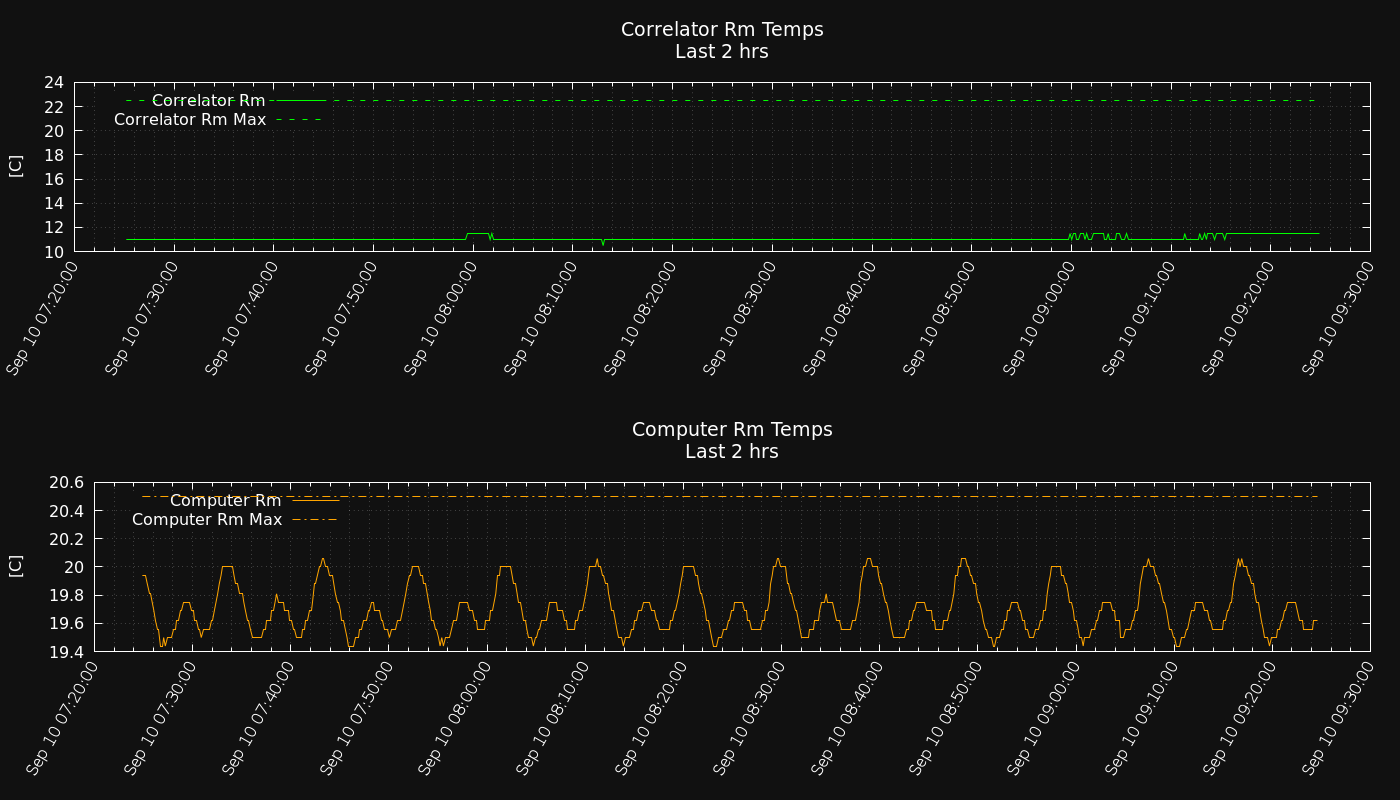 Correlator Rm Temps
Last 2 hrs
24
22
20
18
16
14
12
10
[C]
Correlator Rm
Correlator Rm Max
Sep 10 07:20:00
Sep 10 07:30:00
Sep 10 07:40:00
Sep 10 07:50:00
Sep 10 08:00:00
Sep 10 08:10:00
Sep 10 08:20:00
Sep 10 08:30:00
Sep 10 08:40:00
Sep 10 08:50:00
Sep 10 09:00:00
Sep 10 09:10:00
Sep 10 09:20:00
Sep 10 09:30:00
Computer Rm Temps
Last 2 hrs
20.6
20.4
20.2
20
19.8
19.6
19.4
[C]
Computer Rm
Computer Rm Max
Sep 10 07:20:00
Sep 10 07:30:00
Sep 10 07:40:00
Sep 10 07:50:00
Sep 10 08:00:00
Sep 10 08:10:00
Sep 10 08:20:00
Sep 10 08:30:00
Sep 10 08:40:00
Sep 10 08:50:00
Sep 10 09:00:00
Sep 10 09:10:00
Sep 10 09:20:00
Sep 10 09:30:00